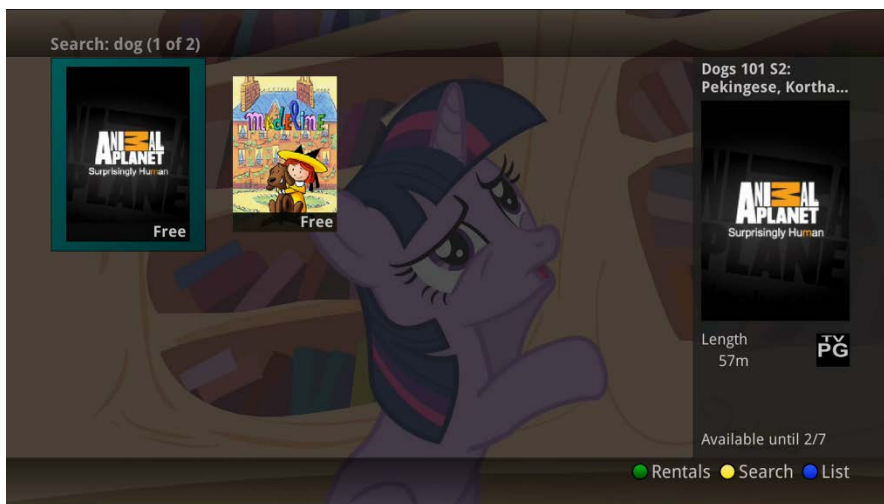 Search: dog (1 of 2)
ANIMAL
PLANET
Surprisingly Human
Free
madeline
Free
Dogs 101 S2:
Pekingese, Kortha...
ANIMAL
PLANET
Surprisingly Human
Length
57m
TV
PG
Available until 2/7
Rentals Search List